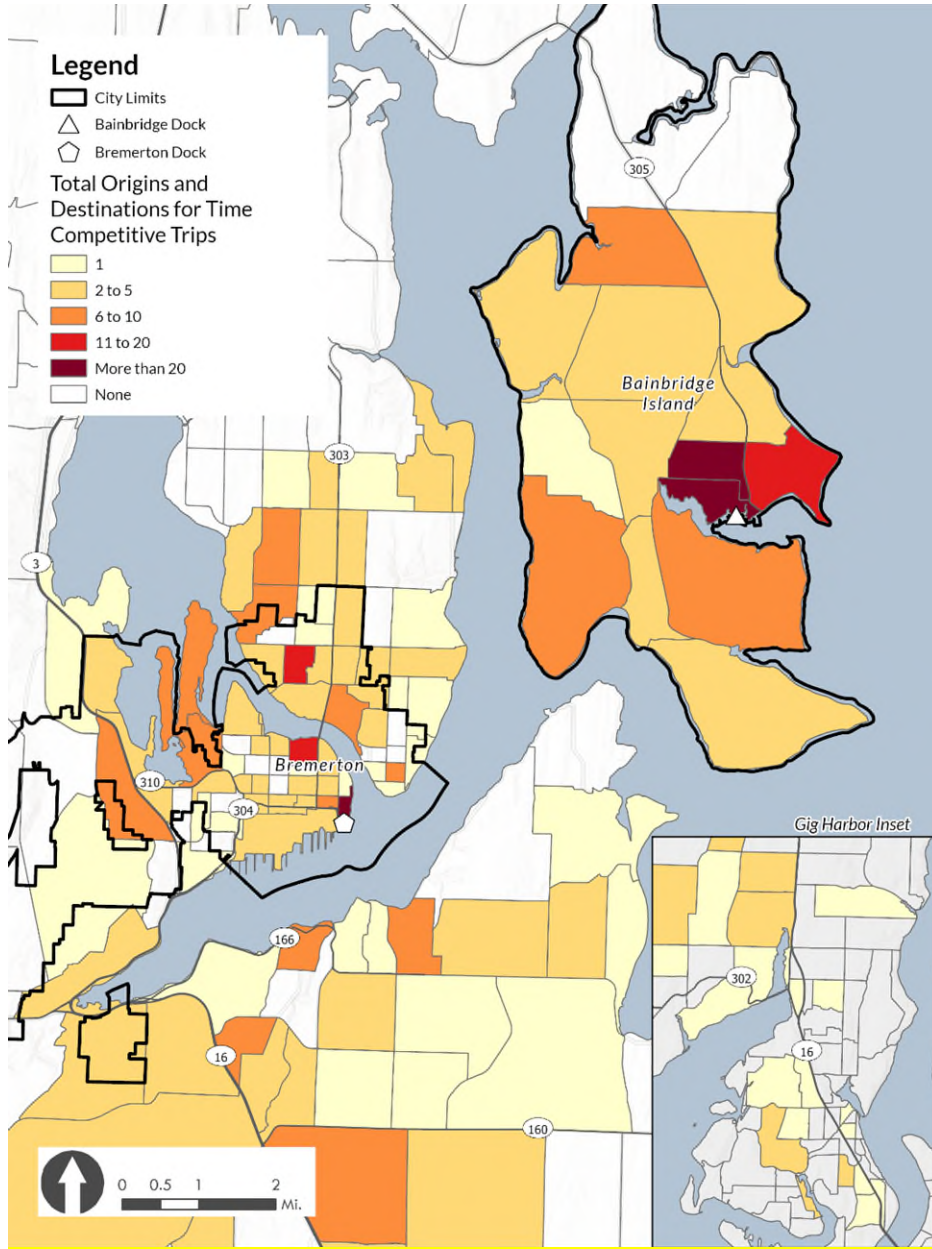 Legend
City Limits
Bainbridge Dock
Bremerton Dock
Total Origins and
Destinations for Time
Competitive Trips
1
2 to 5
6 to 10
11 to 20
More than 20
None
305
Bainbridge
Island
303
3
Bremerton
310
304
Gig Harbor Inset
166
302
16
16
160
0 0.5 1 2
Mi.